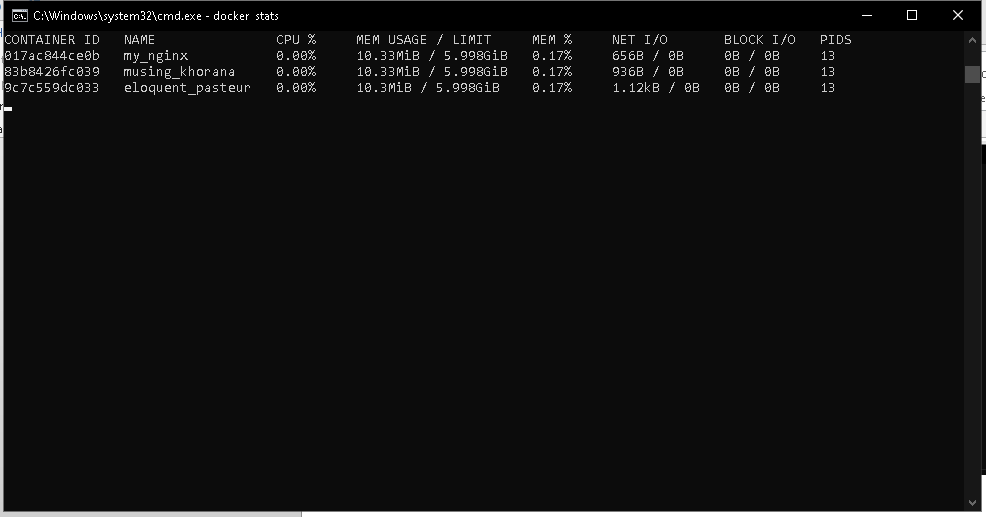 C:\Windows\system32\cmd.exe - docker stats
CONTAINER ID   NAME               CPU %     MEM USAGE / LIMIT     MEM %     NET I/O       BLOCK I/O   PIDS
017ac844ce0b   my_nginx           0.00%     10.33MiB / 5.998GiB   0.17%     656B / 0B     0B / 0B     13
83b8426fc039   musing_khorana     0.00%     10.33MiB / 5.998GiB   0.17%     936B / 0B     0B / 0B     13
9c7c559dc033   eloquent_pasteur   0.00%     10.3MiB / 5.998GiB    0.17%     1.12kB / 0B   0B / 0B     13